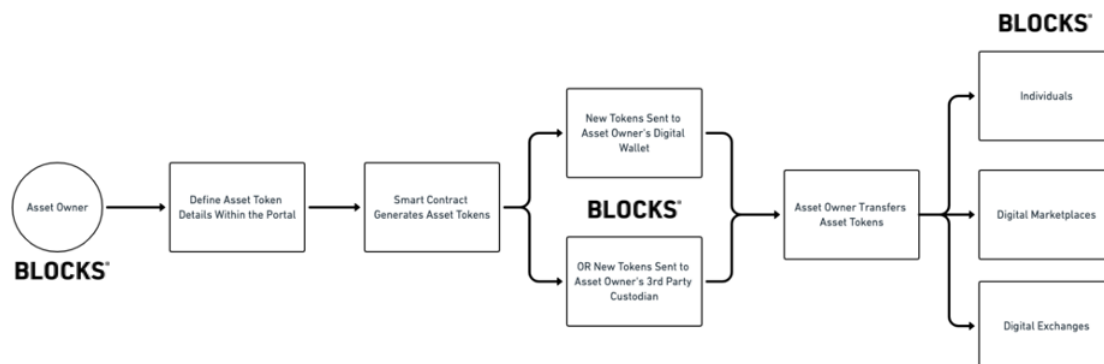 BLOCKS®
Asset Owner
BLOCKS®
Define Asset Token
Details Within the Portal
Smart Contract
Generates Asset Tokens
New Tokens Sent to
Asset Owner's Digital
Wallet
BLOCKS®
OR New Tokens Sent to
Asset Owner's 3rd Party
Custodian
Asset Owner Transfers
Asset Tokens
Individuals
Digital Marketplaces
Digital Exchanges